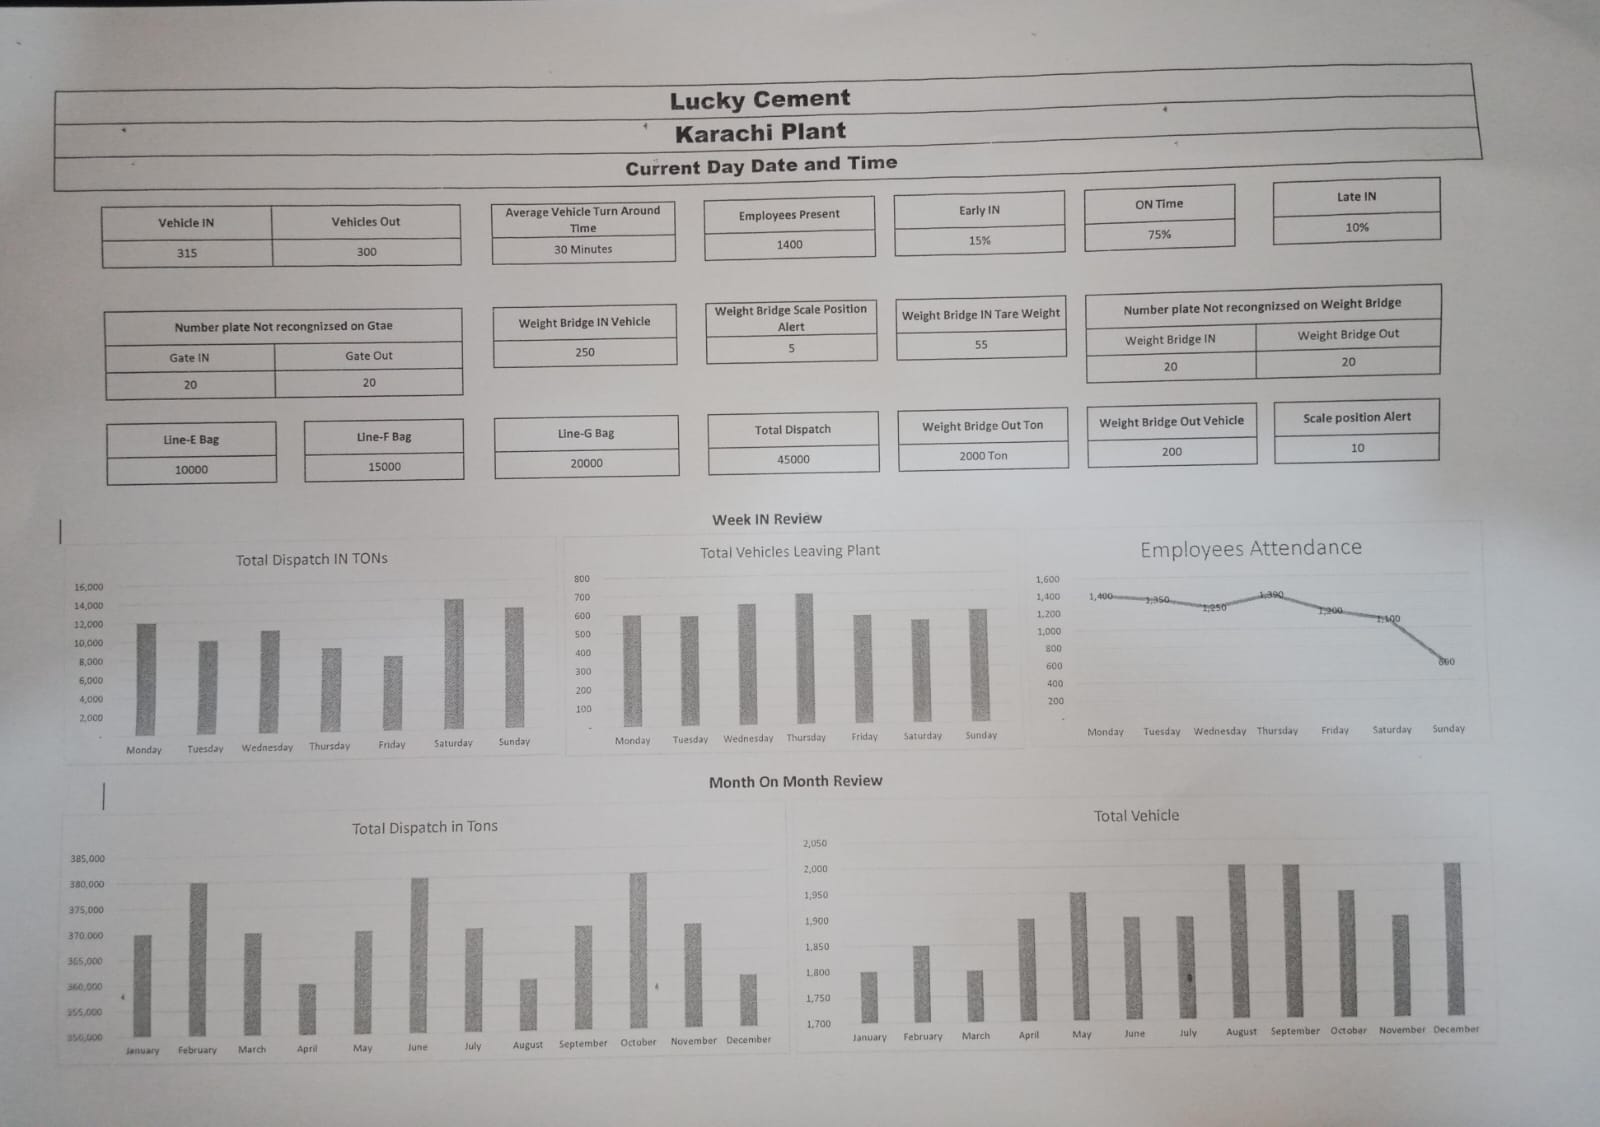 Lucky Cement
Karachi Plant
Current Day Date and Time
Vehicle IN
Vehicles Out
315
300
Average Vehicle Turn Around
Time
30 Minutes
Employees Present
1400
Early IN
15%
ON Time
75%
Late IN
10%
Number plate Not recongnizsed on Gtae
Gate IN
Gate Out
20
20
Weight Bridge IN Vehicle
250
Weight Bridge Scale Position
Alert
5
Weight Bridge IN Tare Weight
55
Number plate Not recongnizsed on Weight Bridge
Weight Bridge IN
Weight Bridge Out
20
20
Line-E Bag
10000
Line-F Bag
15000
Line-G Bag
20000
Total Dispatch
45000
Weight Bridge Out Ton
2000 Ton
Weight Bridge Out Vehicle
200
Scale position Alert
10
Week IN Review
Total Dispatch IN TONs
16,000
14,000
12,000
10,000
8,000
6,000
4,000
2,000
-
Monday Tuesday Wednesday Thursday Friday Saturday Sunday
Total Vehicles Leaving Plant
800
700
600
500
400
300
200
100
-
Monday Tuesday Wednesday Thursday Friday Saturday Sunday
Employees Attendance
1,600
1,400
1,200
1,000
800
600
400
200
-
1,400 1,350 1,250 1,390 1,200 1,100
Monday Tuesday Wednesday Thursday Friday Saturday Sunday
Month On Month Review
Total Dispatch in Tons
385,000
380,000
375,000
370,000
365,000
360,000
355,000
350,000
January February March April May June July August September October November December
Total Vehicle
2,050
2,000
1,950
1,900
1,850
1,800
1,750
1,700
January February March April May June July August September October November December